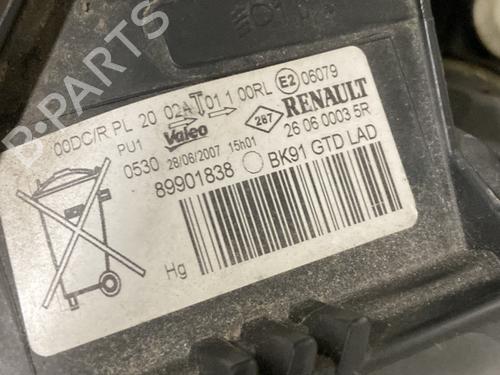 B-PARTS
00DC/R PL 20 02A 01 1 00RL E2 06079
PU1 Valeo 287 RENAULT
0530 28/06/2007 15h01 26 06 0003 5R
89901838 BK91 GTD LAD
Hg